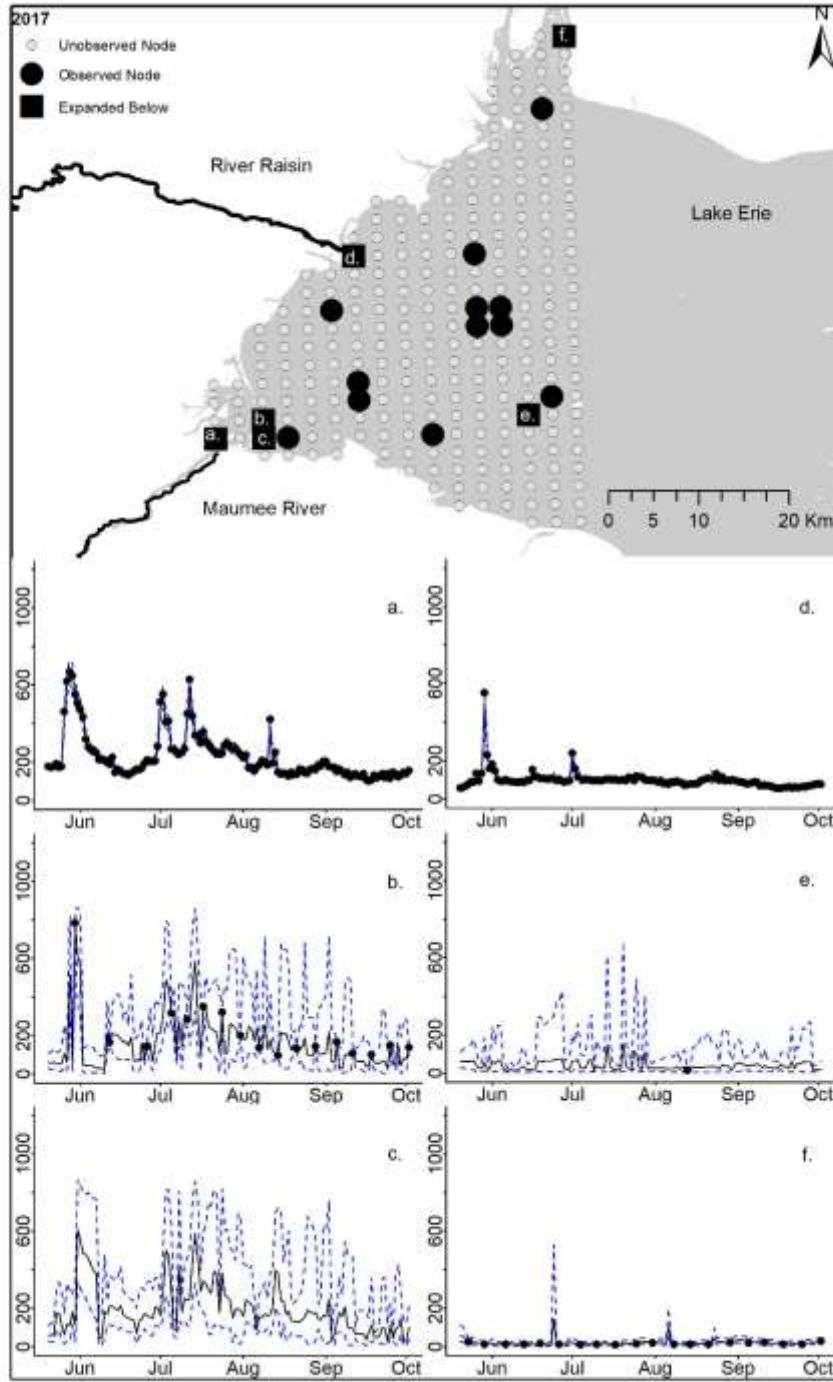 2017
N
Unobserved Node
Observed Node
Expanded Below
f.
River Raisin
Lake Erie
d.
b.
e.
a.
c.
Maumee River
0 5 10 20 Km
1000
600
200
0
a.
Jun Jul Aug Sep Oct
1000
600
200
0
d.
Jun Jul Aug Sep Oct
1000
600
200
0
b.
Jun Jul Aug Sep Oct
1000
600
200
0
e.
Jun Jul Aug Sep Oct
1000
600
200
0
c.
Jun Jul Aug Sep Oct
1000
600
200
0
f.
Jun Jul Aug Sep Oct